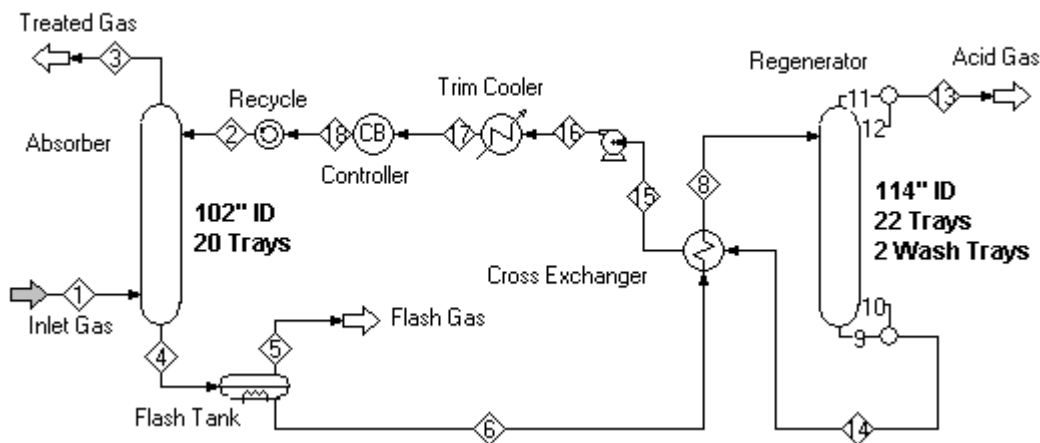 Treated Gas
3
Absorber
102" ID
20 Trays
Inlet Gas
1
2
Recycle
18
CB
Controller
17
Trim Cooler
16
15
Cross Exchanger
8
4
Flash Tank
5
Flash Gas
6
Regenerator
11
12
13
Acid Gas
114" ID
22 Trays
2 Wash Trays
10
9
14